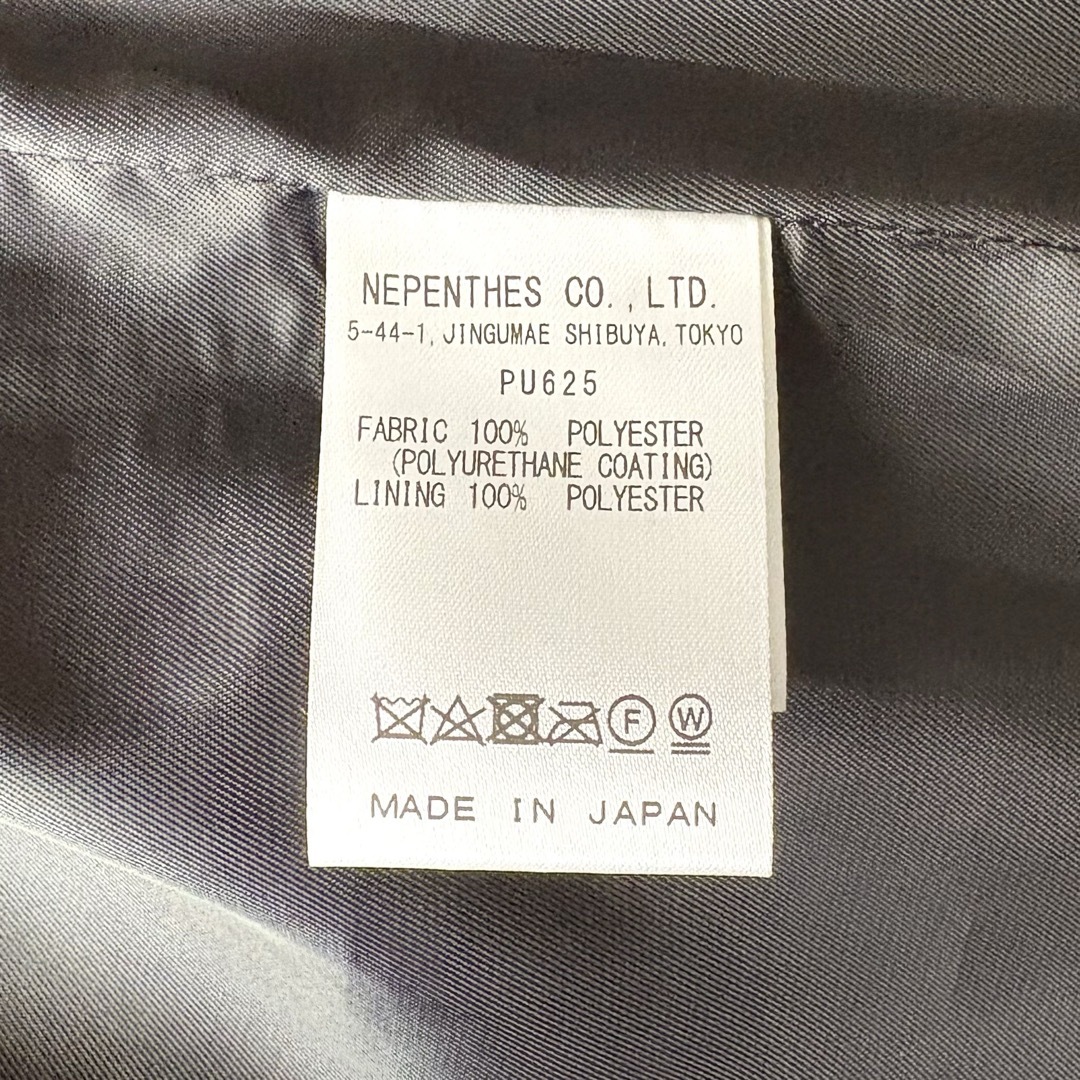 NEPENTHES CO.,LTD.
5-44-1, JINGUMAE SHIBUYA, TOKYO
PU625
FABRIC 100% POLYESTER
(POLYURETHANE COATING)
LINING 100% POLYESTER
F W
MADE IN JAPAN